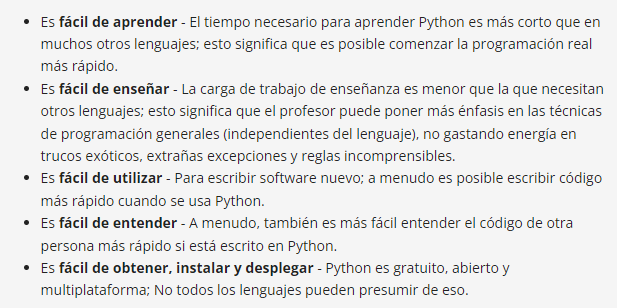 • Es fácil de aprender - El tiempo necesario para aprender Python es más corto que en
muchos otros lenguajes; esto significa que es posible comenzar la programación real
más rápido.
• Es fácil de enseñar - La carga de trabajo de enseñanza es menor que la que necesitan
otros lenguajes; esto significa que el profesor puede poner más énfasis en las técnicas
de programación generales (independientes del lenguaje), no gastando energía en
trucos exóticos, extrañas excepciones y reglas incomprensibles.
• Es fácil de utilizar - Para escribir software nuevo; a menudo es posible escribir código
más rápido cuando se usa Python.
• Es fácil de entender - A menudo, también es más fácil entender el código de otra
persona más rápido si está escrito en Python.
• Es fácil de obtener, instalar y desplegar - Python es gratuito, abierto y
multiplataforma; No todos los lenguajes pueden presumir de eso.